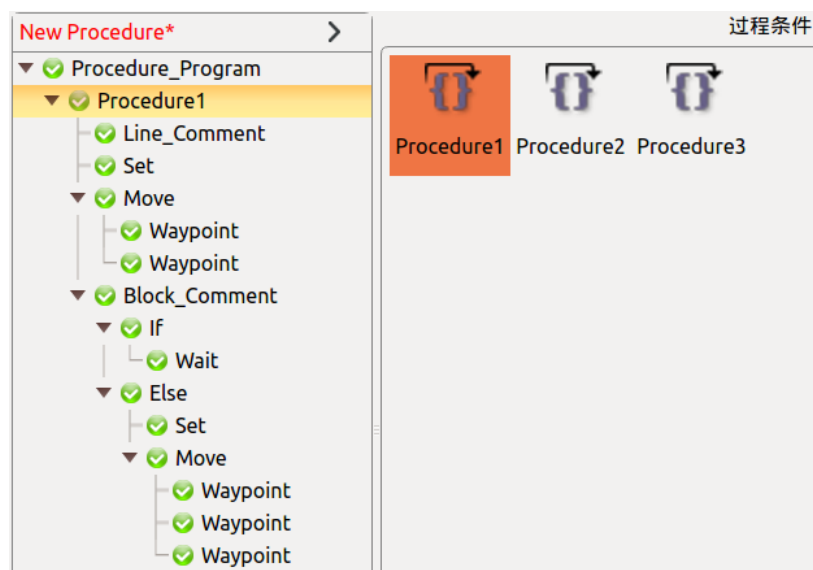 New Procedure*
Procedure_Program
Procedure1
Line_Comment
Set
Move
Waypoint
Waypoint
Block_Comment
If
Wait
Else
Set
Move
Waypoint
Waypoint
Waypoint
过程条件
Procedure1 Procedure2 Procedure3